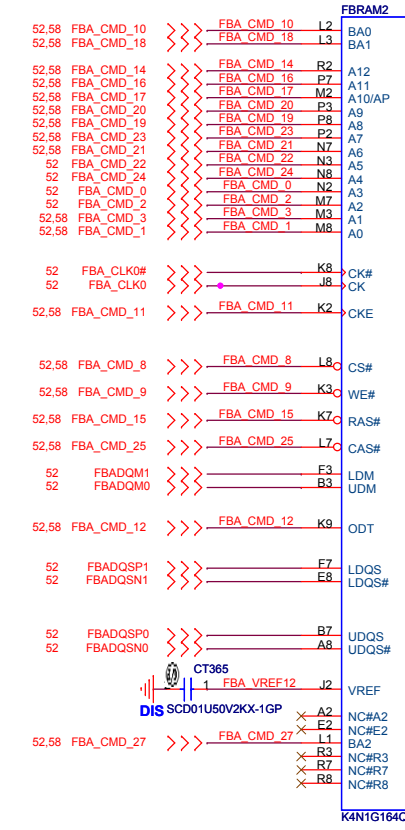 FBRAM2
52,58 FBA_CMD_10 FBA_CMD_10 L2 BA0
52,58 FBA_CMD_18 FBA_CMD_18 L3 BA1
52,58 FBA_CMD_14 FBA_CMD_14 R2 A12
52,58 FBA_CMD_16 FBA_CMD_16 P7 A11
52,58 FBA_CMD_17 FBA_CMD_17 M2 A10/AP
52,58 FBA_CMD_20 FBA_CMD_20 P3 A9
52,58 FBA_CMD_19 FBA_CMD_19 P8 A8
52,58 FBA_CMD_23 FBA_CMD_23 P2 A7
52,58 FBA_CMD_21 FBA_CMD_21 N7 A6
52 FBA_CMD_22 FBA_CMD_22 N3 A5
52 FBA_CMD_24 FBA_CMD_24 N8 A4
52 FBA_CMD_0 FBA_CMD_0 N2 A3
52 FBA_CMD_2 FBA_CMD_2 M7 A2
52,58 FBA_CMD_3 FBA_CMD_3 M3 A1
52,58 FBA_CMD_1 FBA_CMD_1 M8 A0
52 FBA_CLK0# K8 CK#
52 FBA_CLK0 J8 CK
52,58 FBA_CMD_11 FBA_CMD_11 K2 CKE
52,58 FBA_CMD_8 FBA_CMD_8 L8 CS#
52,58 FBA_CMD_9 FBA_CMD_9 K3 WE#
52,58 FBA_CMD_15 FBA_CMD_15 K7 RAS#
52,58 FBA_CMD_25 FBA_CMD_25 L7 CAS#
52 FBADQM1 F3 LDM
52 FBADQM0 B3 UDM
52,58 FBA_CMD_12 FBA_CMD_12 K9 ODT
52 FBADQSP1 F7 LDQS
52 FBADQSN1 E8 LDQS#
52 FBADQSP0 B7 UDQS
52 FBADQSN0 A8 UDQS#
CT365
1 FBA_VREF12 J2 VREF
DIS SCD01U50V2KX-1GP
A2 NC#A2
E2 NC#E2
52,58 FBA_CMD_27 FBA_CMD_27 L1 BA2
R3 NC#R3
R7 NC#R7
R8 NC#R8